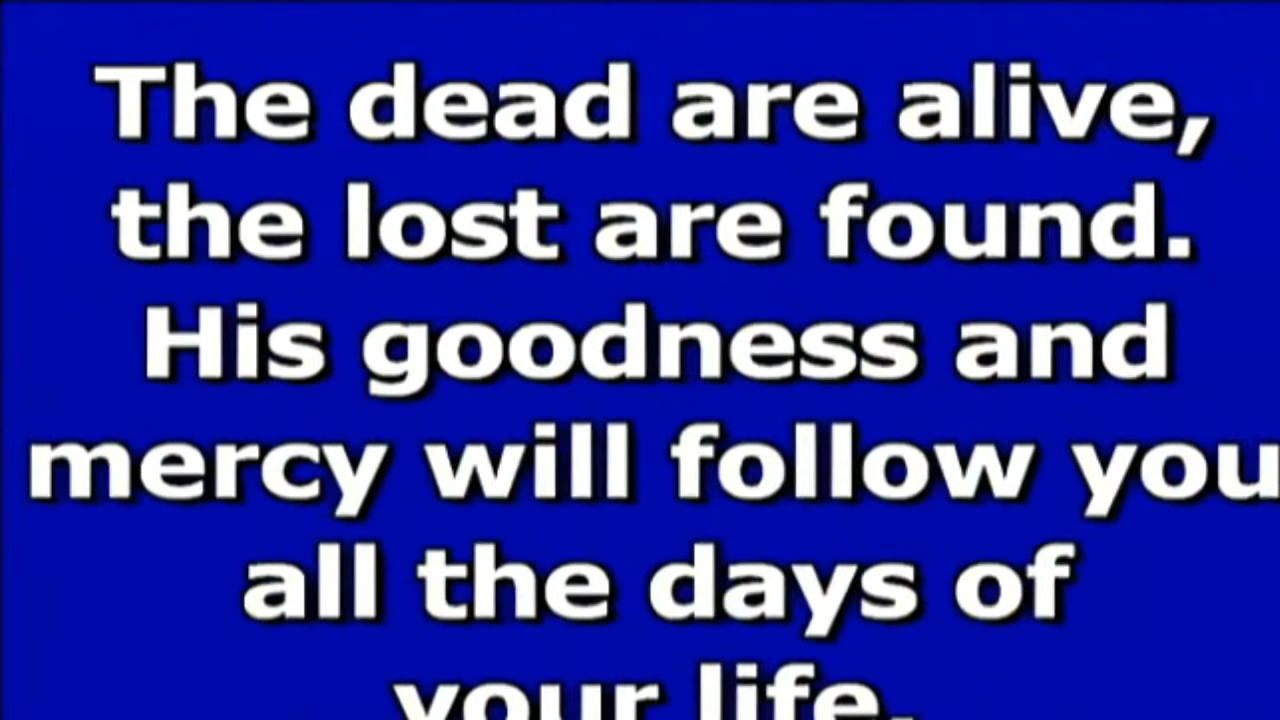 The dead are alive,
the lost are found.
His goodness and
mercy will follow you
all the days of
your life.